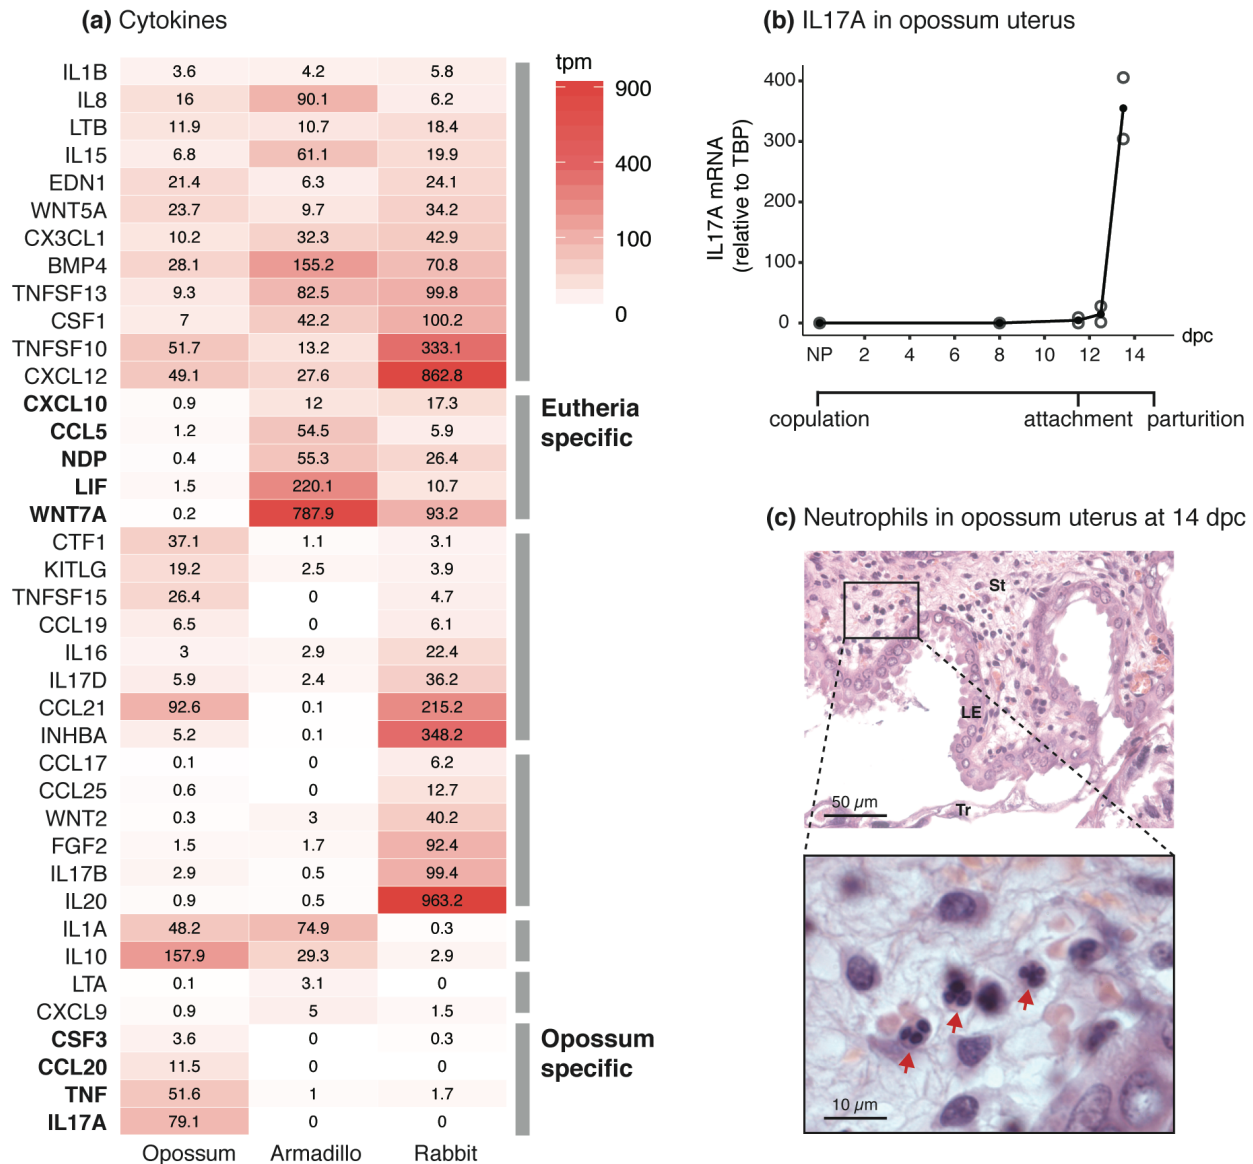 (a) Cytokines
IL1B 3.6 4.2 5.8
IL8 16 90.1 6.2
LTB 11.9 10.7 18.4
IL15 6.8 61.1 19.9
EDN1 21.4 6.3 24.1
WNT5A 23.7 9.7 34.2
CX3CL1 10.2 32.3 42.9
BMP4 28.1 155.2 70.8
TNFSF13 9.3 82.5 99.8
CSF1 7 42.2 100.2
TNFSF10 51.7 13.2 333.1
CXCL12 49.1 27.6 862.8
CXCL10 0.9 12 17.3
CCL5 1.2 54.5 5.9
NDP 0.4 55.3 26.4
LIF 1.5 220.1 10.7
WNT7A 0.2 787.9 93.2
CTF1 37.1 1.1 3.1
KITLG 19.2 2.5 3.9
TNFSF15 26.4 0 4.7
CCL19 6.5 0 6.1
IL16 3 2.9 22.4
IL17D 5.9 2.4 36.2
CCL21 92.6 0.1 215.2
INHBA 5.2 0.1 348.2
CCL17 0.1 0 6.2
CCL25 0.6 0 12.7
WNT2 0.3 3 40.2
FGF2 1.5 1.7 92.4
IL17B 2.9 0.5 99.4
IL20 0.9 0.5 963.2
IL1A 48.2 74.9 0.3
IL10 157.9 29.3 2.9
LTA 0.1 3.1 0
CXCL9 0.9 5 1.5
CSF3 3.6 0 0.3
CCL20 11.5 0 0
TNF 51.6 1 1.7
IL17A 79.1 0 0
Opossum Armadillo Rabbit
Eutheria
specific
Opossum
specific
tpm
900
400
100
0
(b) IL17A in opossum uterus
IL17A mRNA
(relative to TBP)
400
300
200
100
0
NP 2 4 6 8 10 12 14
dpc
copulation attachment parturition
(c) Neutrophils in opossum uterus at 14 dpc
St
LE
Tr
50 µm
10 µm